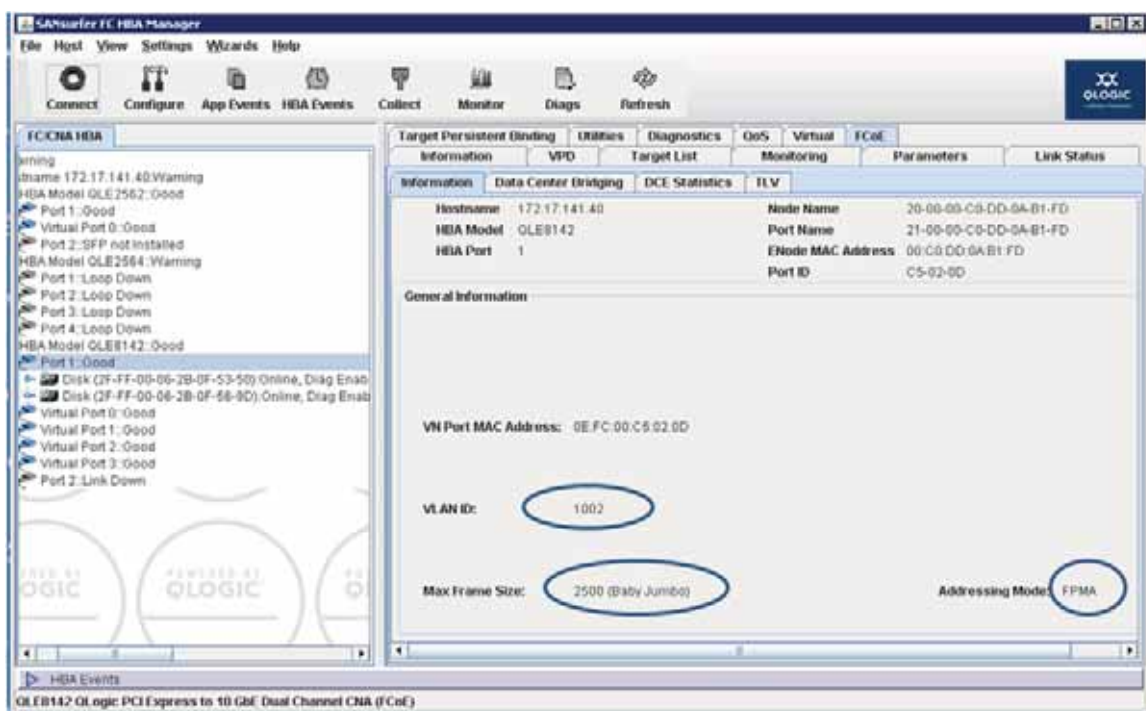 SANsurfer FC HBA Manager
File Host View Settings Wizards Help
Connect Configure App Events HBA Events Collect Monitor Diags Refresh
QLOGIC
FC/CNA HBA
Target Persistent Binding Utilities Diagnostics QoS Virtual FCoE
Information VPD Target List Monitoring Parameters Link Status
Information Data Center Bridging DCE Statistics TLV
arning
stname 172.17.141.40:Warning
HBA Model QLE2562::Good
Port 1::Good
Virtual Port 0::Good
Port 2::SFP not Installed
HBA Model QLE2564::Warning
Port 1::Loop Down
Port 2::Loop Down
Port 3::Loop Down
Port 4::Loop Down
HBA Model QLE8142::Good
Port 1::Good
Disk (2F-FF-00-06-2B-0F-53-50):Online, Diag Enab
Disk Online, Diag Enab
Virtual Port 0::Good
Virtual Port 1::Good
Virtual Port 2::Good
Virtual Port 3::Good
Port 2::Link Down
POWERED BY
QLOGIC
Hostname 172.17.141.40
HBA Model QLE8142
HBA Port 1
Node Name 20-00-00-C0-DD-0A-B1-FD
Port Name 21-00-00-C0-DD-0A-B1-FD
ENode MAC Address 00:C0:DD:0A:B1:FD
Port ID C5-02-0D
General Information
VN Port MAC Address: 0E:FC:00:C5:02:0D
VLAN ID: 1002
Max Frame Size: 2500 (Baby Jumbo) Addressing Mode: FPMA
HBA Events
QLE8142 QLogic PCI Express to 10 GbE Dual Channel CNA (FCoE)